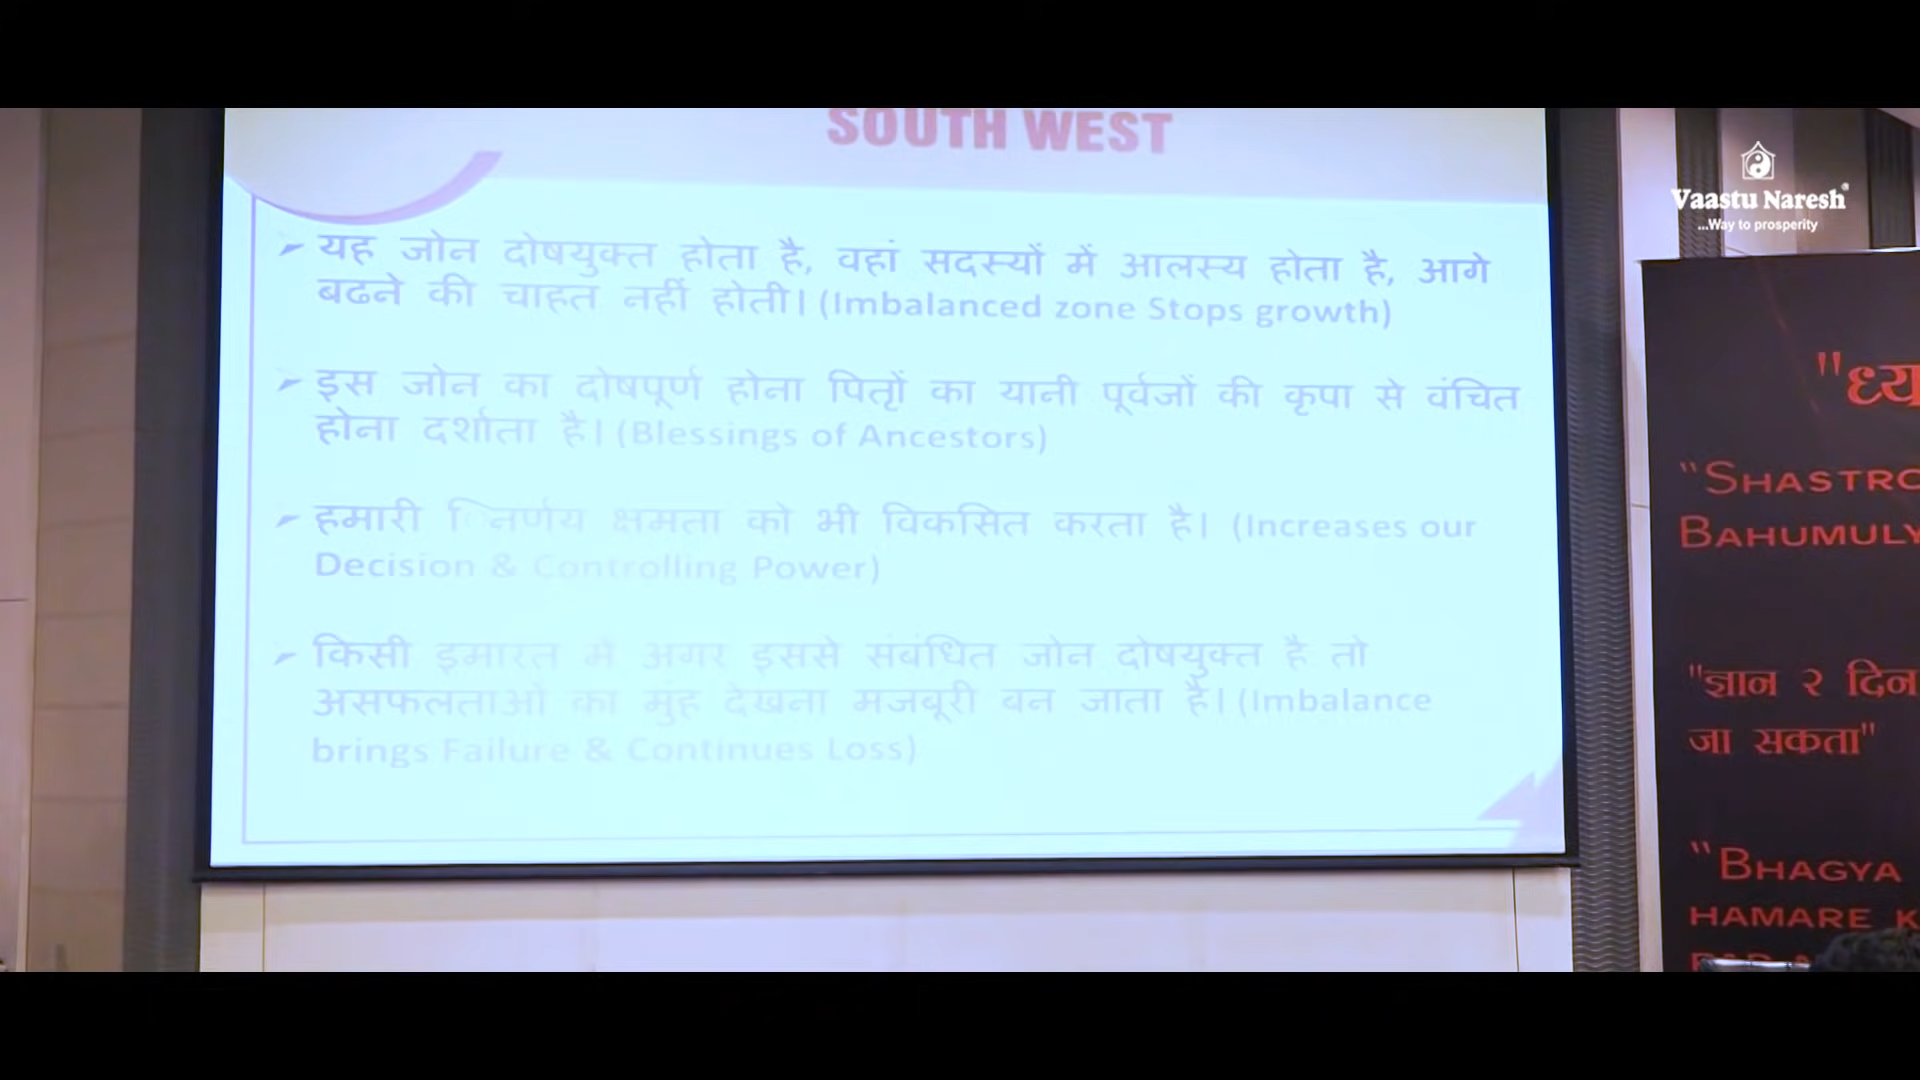 SOUTH WEST
Vaastu Naresh®
...Way to prosperity
➢ यह जोन दोषयुक्त होता है, वहां सदस्यों में आलस्य होता है, आगे
बढने की चाहत नहीं होती। (Imbalanced zone Stops growth)
➢ इस जोन का दोषपूर्ण होना पितृों का यानी पूर्वजों की कृपा से वंचित
होना दर्शाता है। (Blessings of Ancestors)
➢ हमारी िनर्णय क्षमता को भी विकसित करता है। (Increases our
Decision & Controlling Power)
➢ किसी इमारत में अगर इससे संबंधित जोन दोषयुक्त है तो
असफलताओं का मुंह देखना मजबूरी बन जाता है। (Imbalance
brings Failure & Continues Loss)
"ध्य
"SHASTRO
BAHUMULY
"ज्ञान २ दिन
जा सकता"
"BHAGYA
HAMARE K